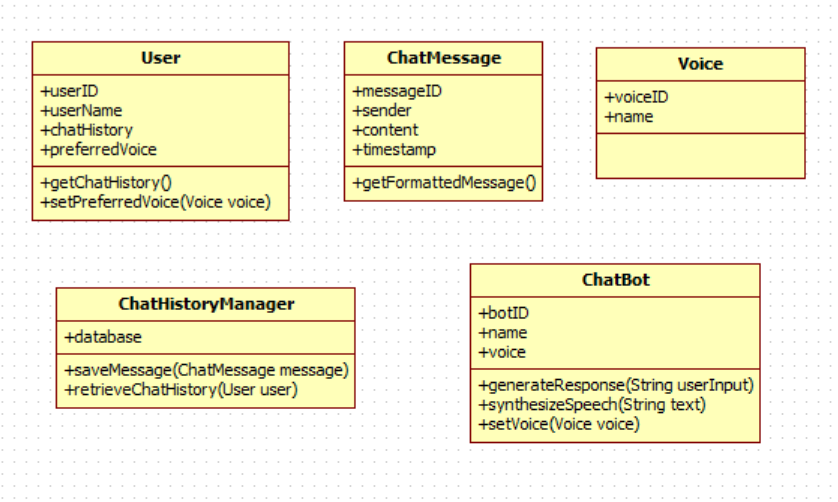 User
+userID
+userName
+chatHistory
+preferredVoice
+getChatHistory()
+setPreferredVoice(Voice voice)
ChatMessage
+messageID
+sender
+content
+timestamp
+getFormattedMessage()
Voice
+voiceID
+name
ChatHistoryManager
+database
+saveMessage(ChatMessage message)
+retrieveChatHistory(User user)
ChatBot
+botID
+name
+voice
+generateResponse(String userInput)
+synthesizeSpeech(String text)
+setVoice(Voice voice)